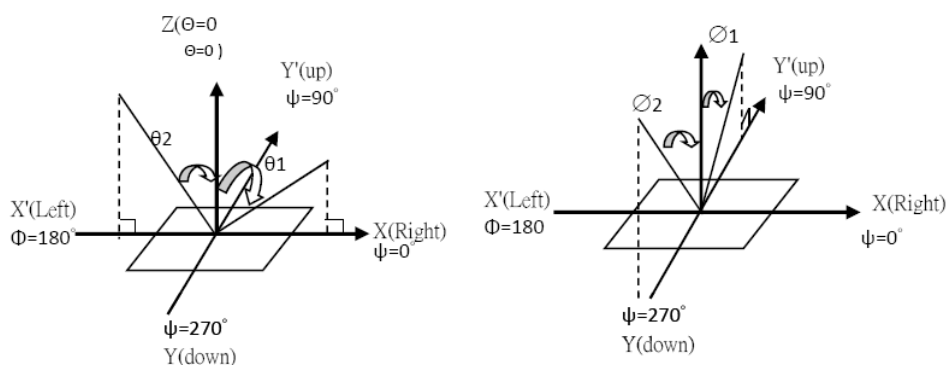 Z(Θ=0
Θ=0 )
Y'(up)
ψ=90°
θ2
θ1
X'(Left)
Φ=180°
X(Right)
ψ=0°
ψ=270°
Y(down)
∅1
Y'(up)
ψ=90°
∅2
X'(Left)
Φ=180
X(Right)
ψ=0°
ψ=270°
Y(down)